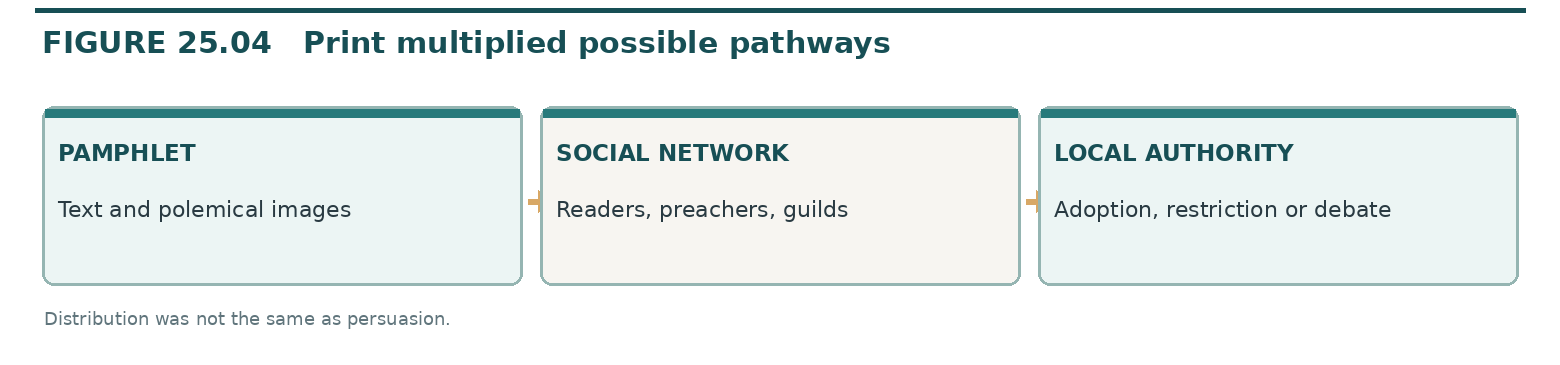 FIGURE 25.04 Print multiplied possible pathways
PAMPHLET
Text and polemical images
SOCIAL NETWORK
Readers, preachers, guilds
LOCAL AUTHORITY
Adoption, restriction or debate
Distribution was not the same as persuasion.